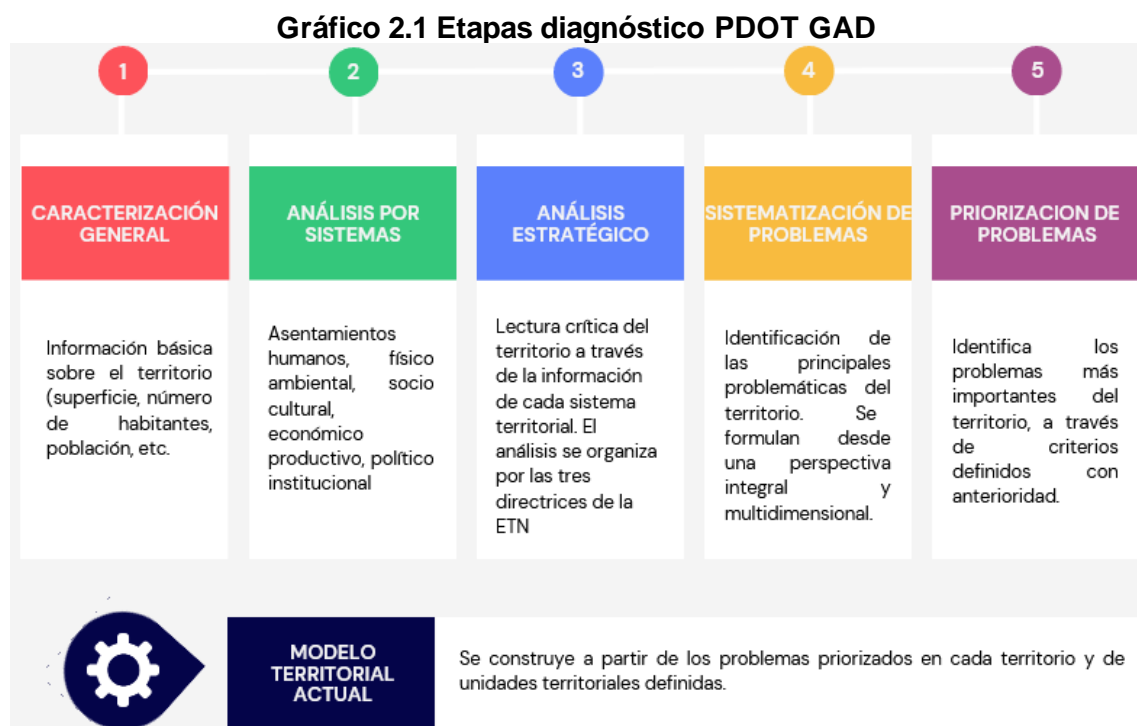 Gráfico 2.1 Etapas diagnóstico PDOT GAD
1
2
3
4
5
CARACTERIZACIÓN
GENERAL
Información básica
sobre el territorio
(superficie, número
de habitantes,
población, etc.
ANÁLISIS POR
SISTEMAS
Asentamientos
humanos, físico
ambiental, socio
cultural,
económico
productivo, político
institucional
ANÁLISIS
ESTRATÉGICO
Lectura crítica del
territorio a través
de la información
de cada sistema
territorial. El
análisis se organiza
por las tres
directrices de la
ETN
SISTEMATIZACIÓN DE
PROBLEMAS
Identificación de
las principales
problemáticas del
territorio. Se
formulan desde
una perspectiva
integral y
multidimensional.
PRIORIZACION DE
PROBLEMAS
Identifica los
problemas más
importantes del
territorio, a través
de criterios
definidos con
anterioridad.
MODELO
TERRITORIAL
ACTUAL
Se construye a partir de los problemas priorizados en cada territorio y de
unidades territoriales definidas.